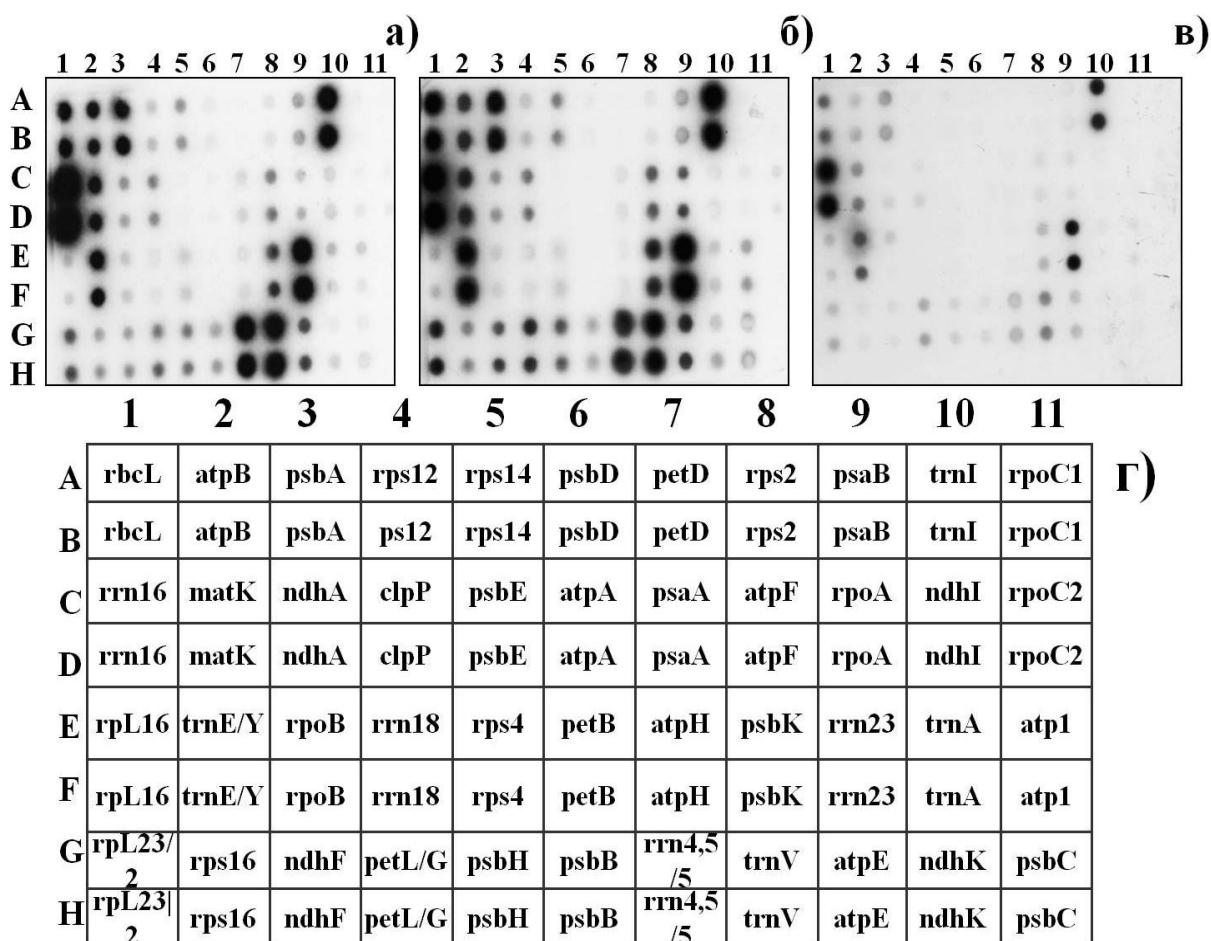 а) б) в)
1 2 3 4 5 6 7 8 9 10 11 1 2 3 4 5 6 7 8 9 10 11 1 2 3 4 5 6 7 8 9 10 11
A
B
C
D
E
F
G
H
1 2 3 4 5 6 7 8 9 10 11
A rbcL atpB psbA rps12 rps14 psbD petD rps2 psaB trnI rpoC1 г)
B rbcL atpB psbA ps12 rps14 psbD petD rps2 psaB trnI rpoC1
C rrn16 matK ndhA clpP psbE atpA psaA atpF rpoA ndhI rpoC2
D rrn16 matK ndhA clpP psbE atpA psaA atpF rpoA ndhI rpoC2
E rpL16 trnE/Y rpoB rrn18 rps4 petB atpH psbK rrn23 trnA atp1
F rpL16 trnE/Y rpoB rrn18 rps4 petB atpH psbK rrn23 trnA atp1
G rpL23/2 rps16 ndhF petL/G psbH psbB rrn4,5/5 trnV atpE ndhK psbC
H rpL23|2 rps16 ndhF petL/G psbH psbB rrn4,5/5 trnV atpE ndhK psbC